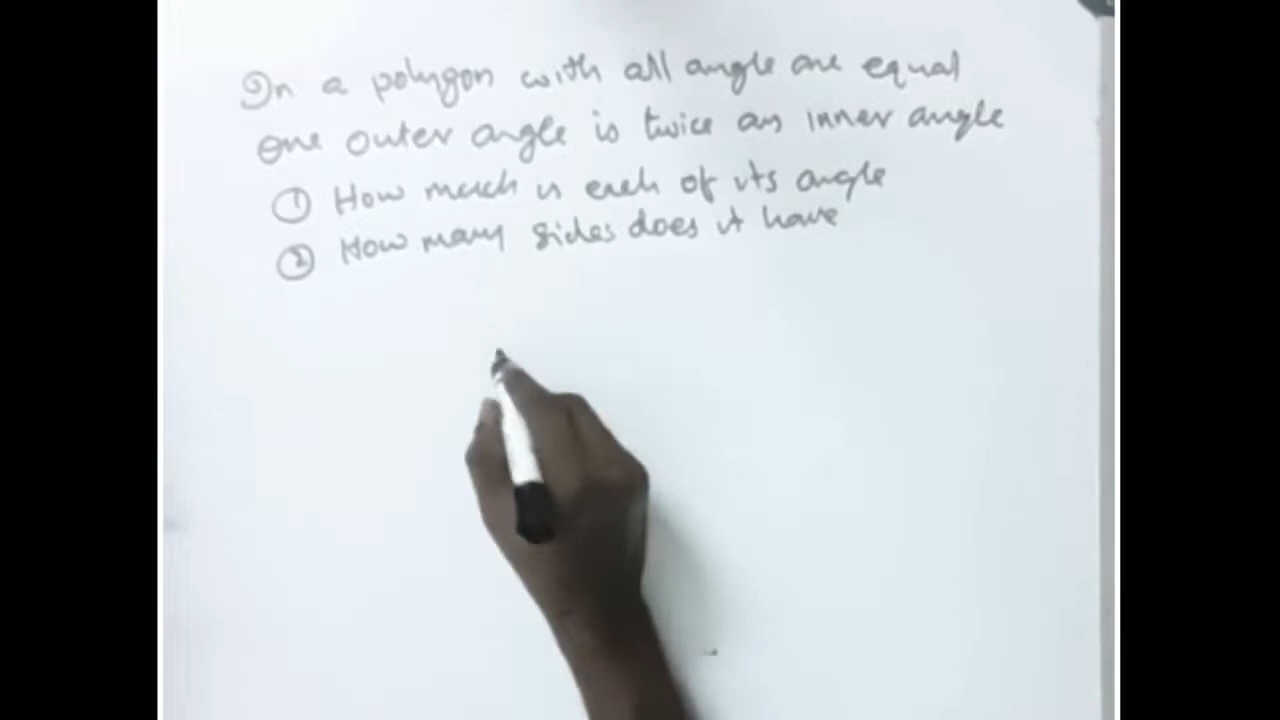 In a polygon with all angle are equal
one outer angle is twice an inner angle
① How much is each of its angle
② How many sides does it have